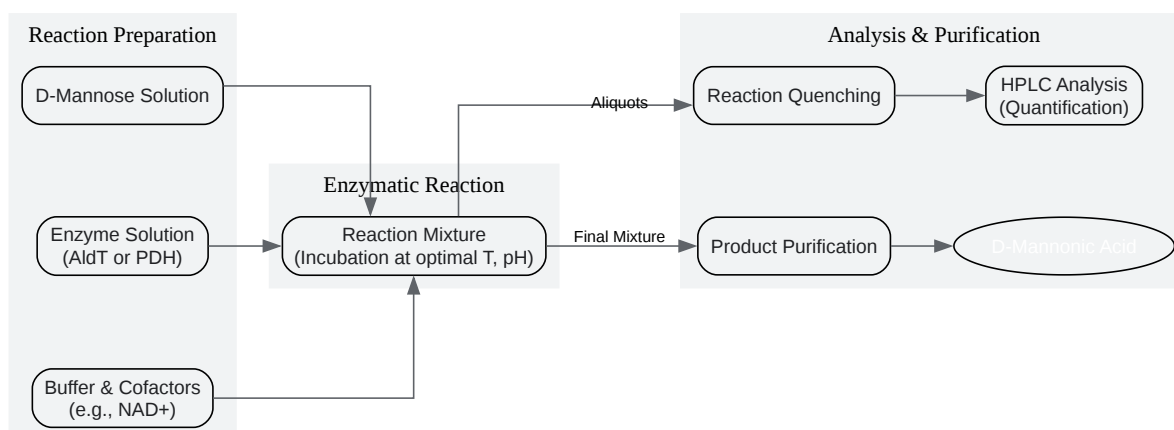 Reaction Preparation
D-Mannose Solution
Enzyme Solution
(AldT or PDH)
Buffer & Cofactors
(e.g., NAD+)
Enzymatic Reaction
Reaction Mixture
(Incubation at optimal T, pH)
Aliquots
Final Mixture
Analysis & Purification
Reaction Quenching
HPLC Analysis
(Quantification)
Product Purification
D-Mannonic Acid